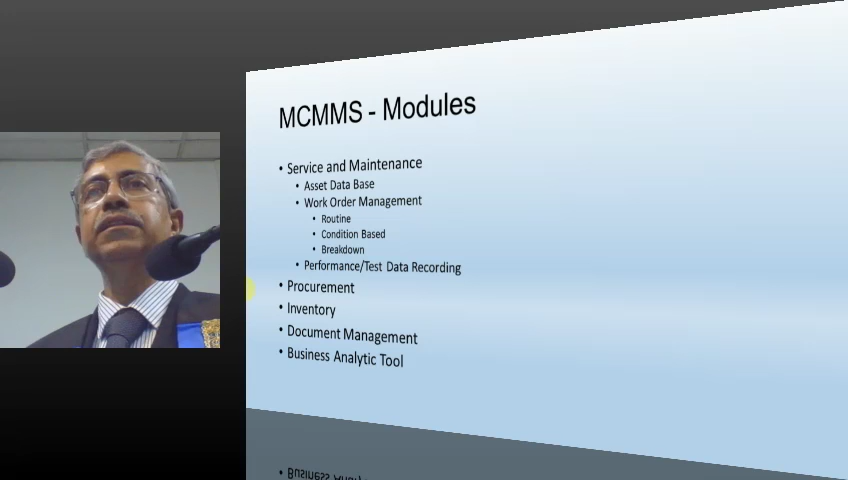 MCMMS - Modules
• Service and Maintenance
• Asset Data Base
• Work Order Management
• Routine
• Condition Based
• Breakdown
• Performance/Test Data Recording
• Procurement
• Inventory
• Document Management
• Business Analytic Tool